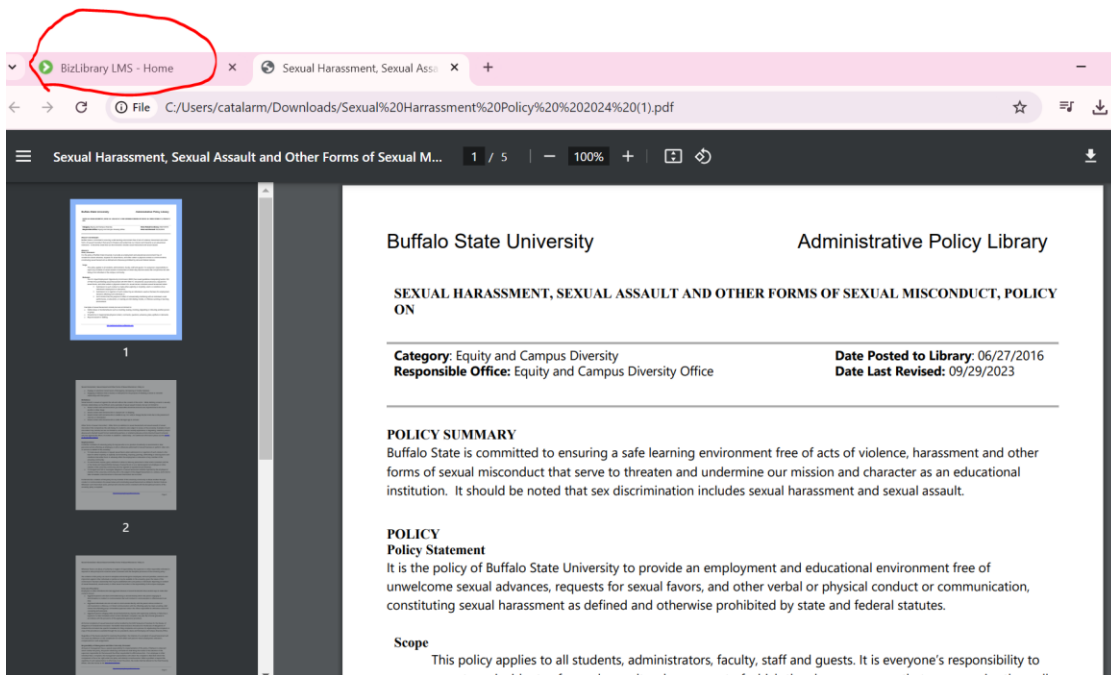 BizLibrary LMS - Home
Sexual Harassment, Sexual Assa
File C:/Users/catalarm/Downloads/Sexual%20Harrassment%20Policy%20%202024%20(1).pdf
Sexual Harassment, Sexual Assault and Other Forms of Sexual M... 1 / 5 100%
Buffalo State University Administrative Policy Library
SEXUAL HARASSMENT, SEXUAL ASSAULT AND OTHER FORMS OF SEXUAL MISCONDUCT, POLICY
ON
Category: Equity and Campus Diversity Date Posted to Library: 06/27/2016
Responsible Office: Equity and Campus Diversity Office Date Last Revised: 09/29/2023
POLICY SUMMARY
Buffalo State is committed to ensuring a safe learning environment free of acts of violence, harassment and other
forms of sexual misconduct that serve to threaten and undermine our mission and character as an educational
institution. It should be noted that sex discrimination includes sexual harassment and sexual assault.
POLICY
Policy Statement
It is the policy of Buffalo State University to provide an employment and educational environment free of
unwelcome sexual advances, requests for sexual favors, and other verbal or physical conduct or communication,
constituting sexual harassment as defined and otherwise prohibited by state and federal statutes.
Scope
This policy applies to all students, administrators, faculty, staff and guests. It is everyone's responsibility to
1
2